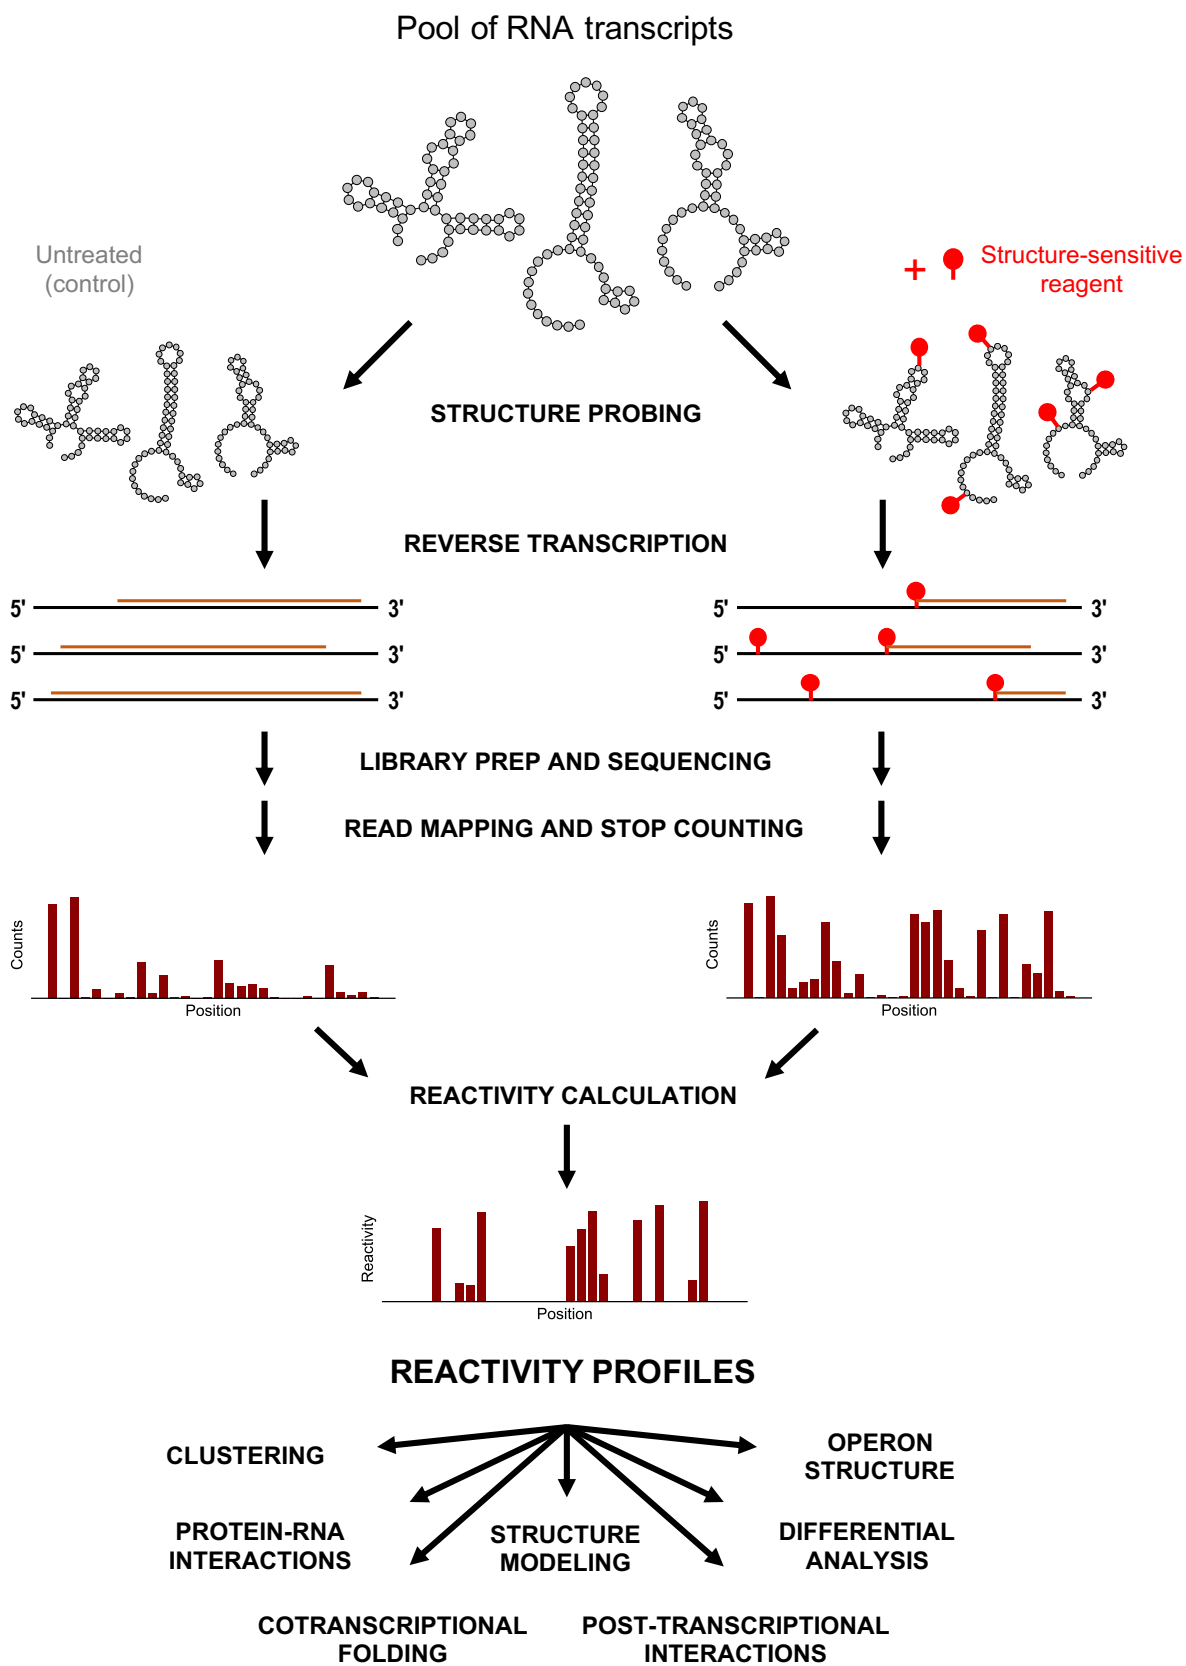 Pool of RNA transcripts
Untreated
(control)
+
Structure-sensitive
reagent
STRUCTURE PROBING
REVERSE TRANSCRIPTION
5' 3'
5' 3'
5' 3'
5' 3'
5' 3'
5' 3'
LIBRARY PREP AND SEQUENCING
READ MAPPING AND STOP COUNTING
Counts
Position
Counts
Position
REACTIVITY CALCULATION
Reactivity
Position
REACTIVITY PROFILES
CLUSTERING
OPERON
STRUCTURE
PROTEIN-RNA
INTERACTIONS
STRUCTURE
MODELING
DIFFERENTIAL
ANALYSIS
COTRANSCRIPTIONAL
FOLDING
POST-TRANSCRIPTIONAL
INTERACTIONS